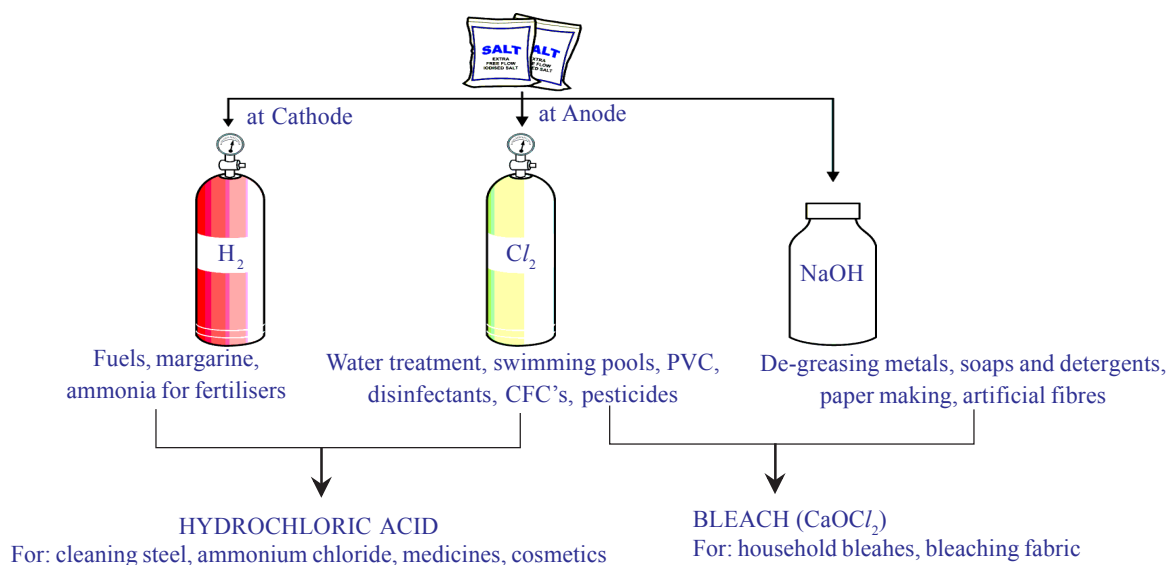 SALT
EXTRA
FREE FLOW
IODISED SALT
at Cathode
at Anode
H₂
Cl₂
NaOH
Fuels, margarine,
ammonia for fertilisers
Water treatment, swimming pools, PVC,
disinfectants, CFC's, pesticides
De-greasing metals, soaps and detergents,
paper making, artificial fibres
HYDROCHLORIC ACID
For: cleaning steel, ammonium chloride, medicines, cosmetics
BLEACH (CaOCl₂)
For: household bleahes, bleaching fabric